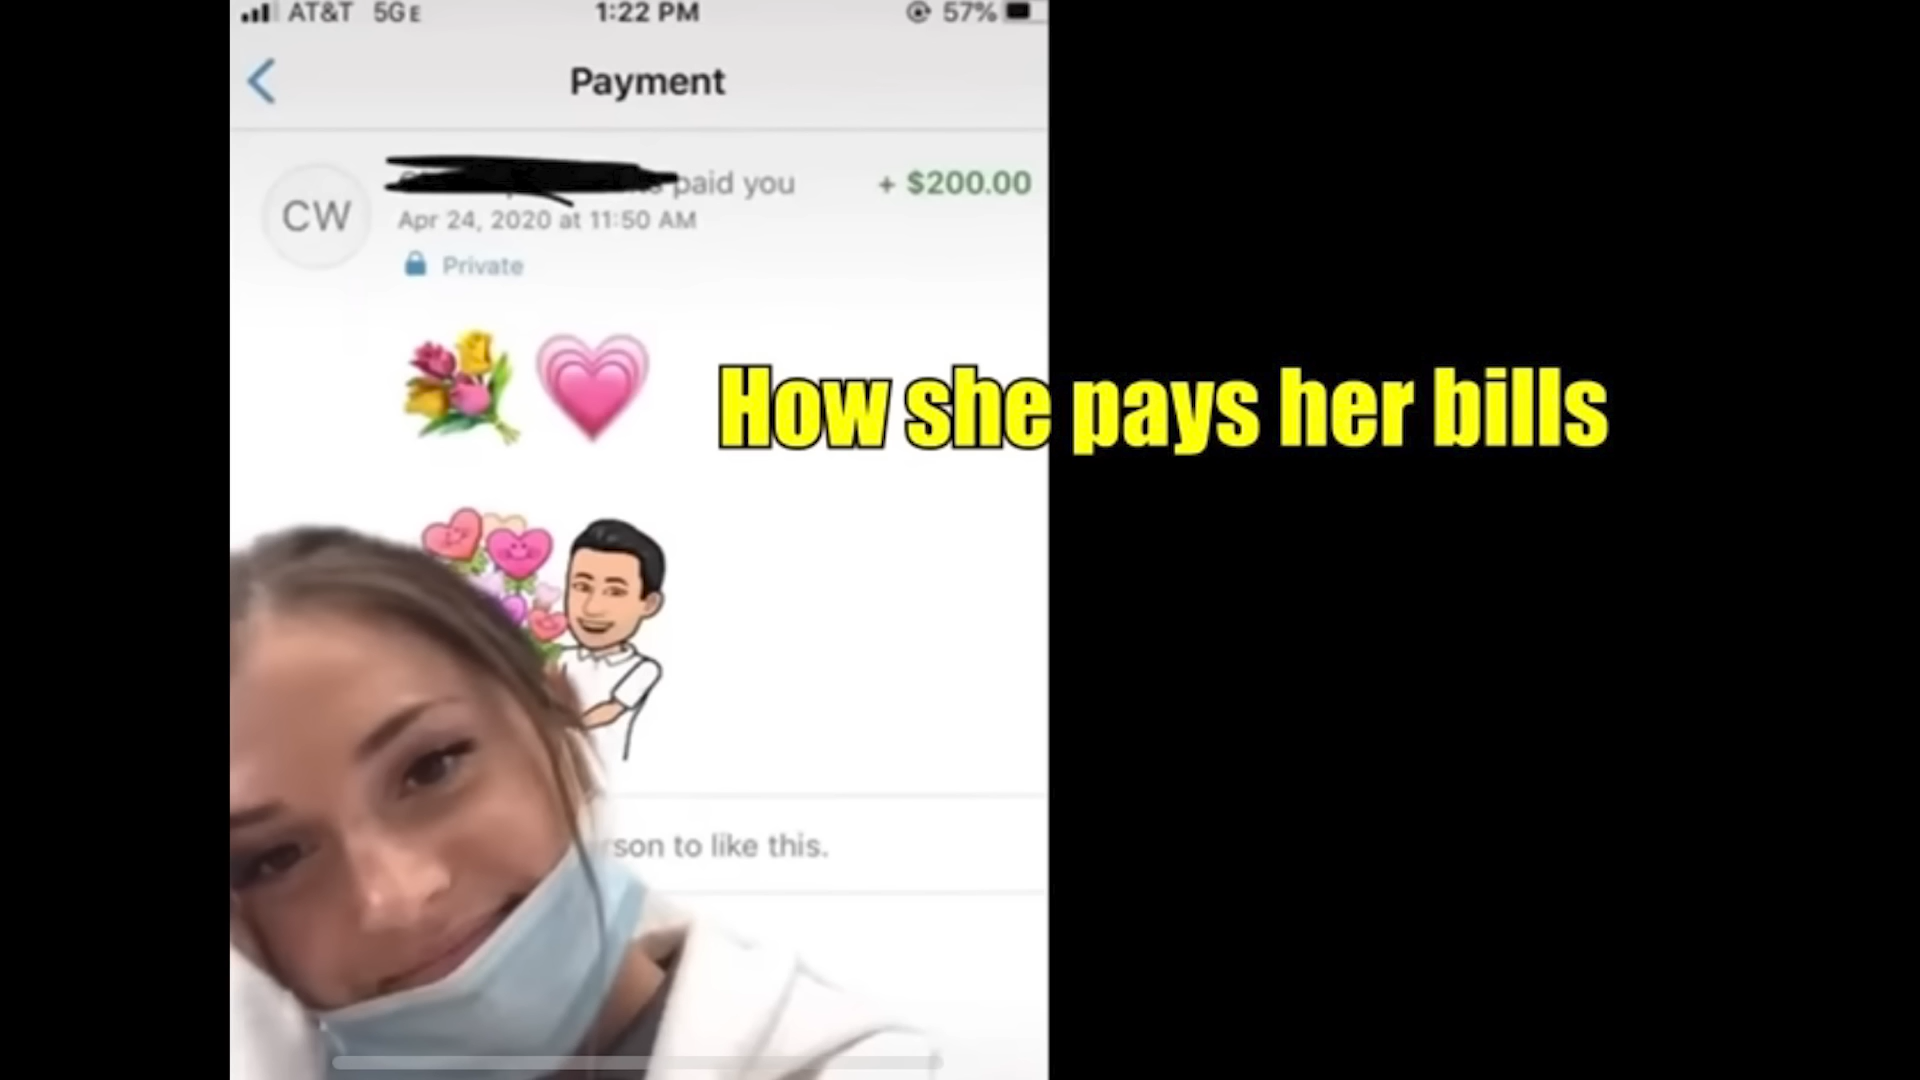 AT&T 5GE 1:22 PM 57%
Payment
CW
paid you + $200.00
Apr 24, 2020 at 11:50 AM
Private
How she pays her bills
son to like this.